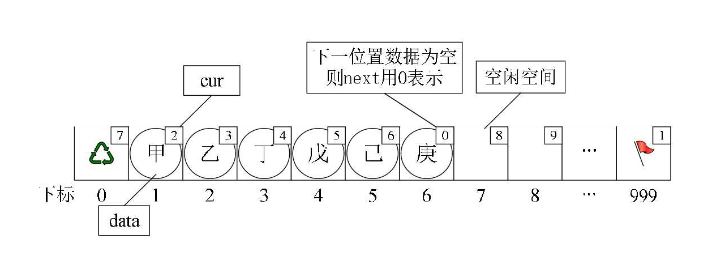 下一位置数据为空
则next用0表示
cur
空闲空间
7 2 3 4 5 6 0 8 9 1
甲 乙 丁 戊 己 庚 ...
下标 0 1 2 3 4 5 6 7 8 ... 999
data